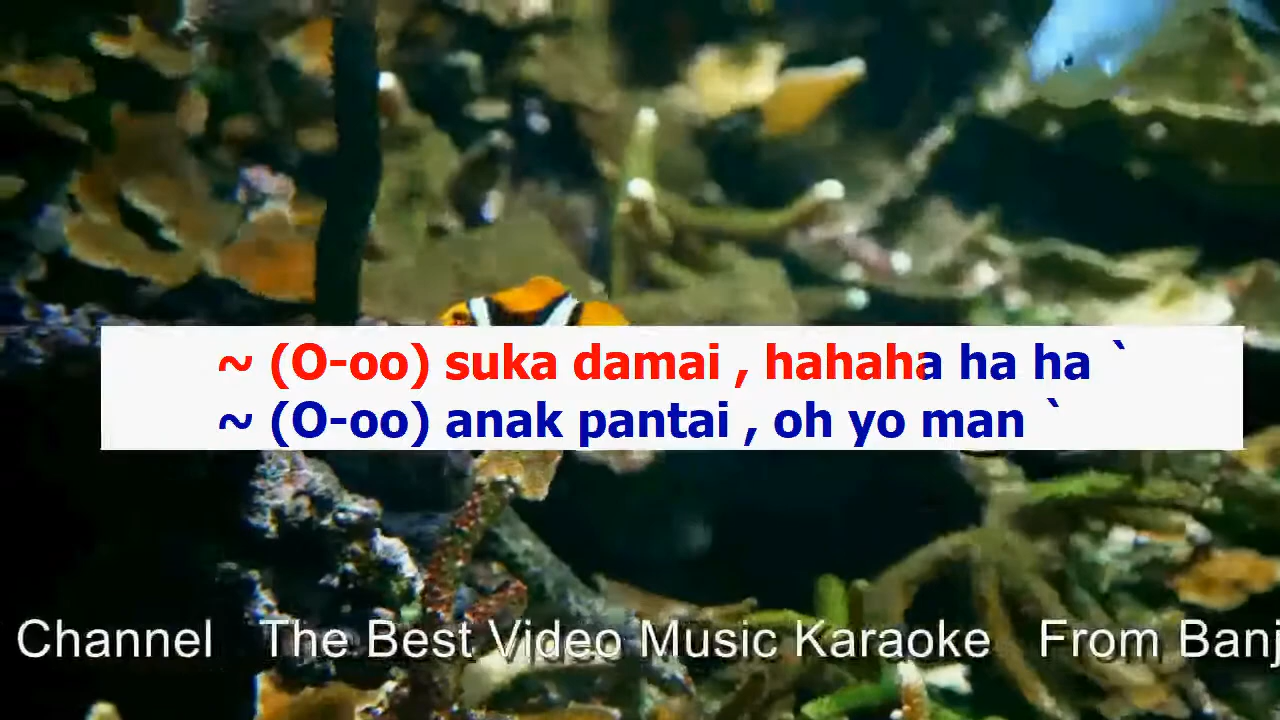 ~ (O-oo) suka damai , hahaha ha ha `
~ (O-oo) anak pantai , oh yo man `
Channel The Best Video Music Karaoke From Banj